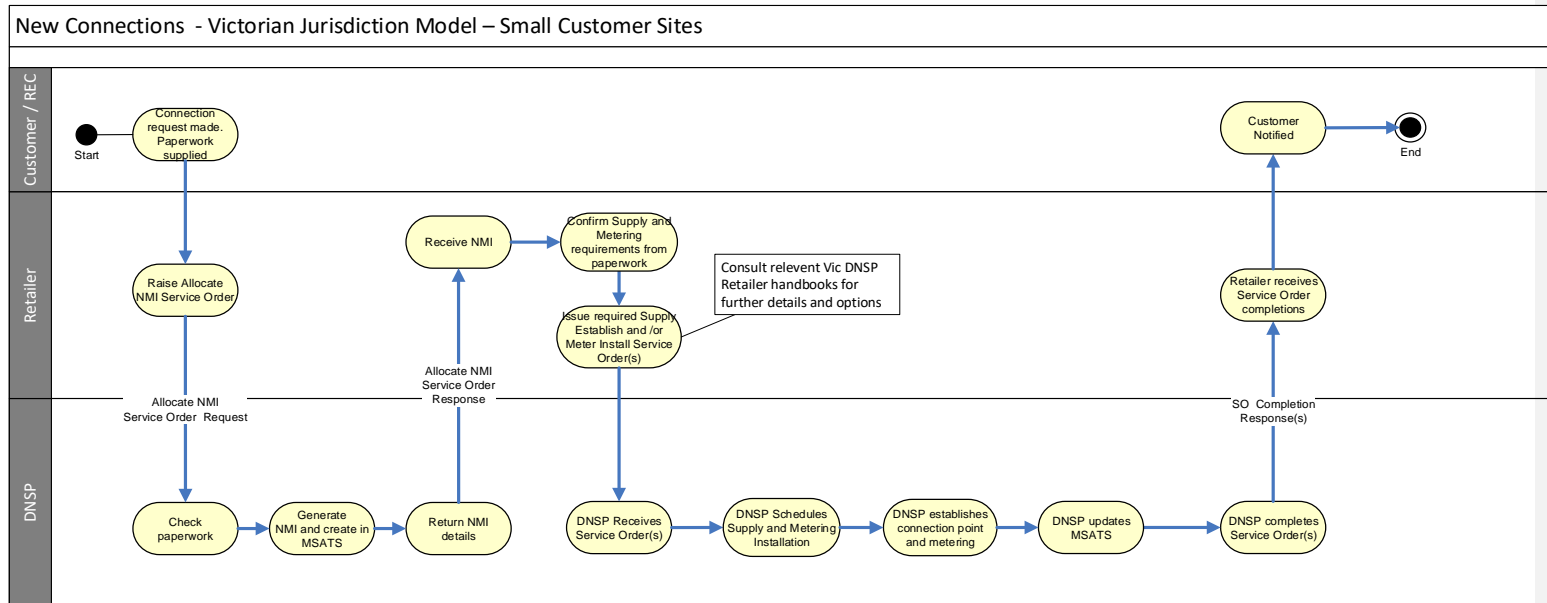 New Connections - Victorian Jurisdiction Model – Small Customer Sites
Customer / REC
Start
Connection
request made.
Paperwork
supplied
Customer
Notified
End
Retailer
Raise Allocate
NMI Service Order
Receive NMI
Confirm Supply and
Metering
requirements from
paperwork
Issue required Supply
Establish and /or
Meter Install Service
Order(s)
Consult relevent Vic DNSP
Retailer handbooks for
further details and options
Retailer receives
Service Order
completions
Allocate NMI
Service Order Request
Allocate NMI
Service Order
Response
SO Completion
Response(s)
DNSP
Check
paperwork
Generate
NMI and create in
MSATS
Return NMI
details
DNSP Receives
Service Order(s)
DNSP Schedules
Supply and Metering
Installation
DNSP establishes
connection point
and metering
DNSP updates
MSATS
DNSP completes
Service Order(s)